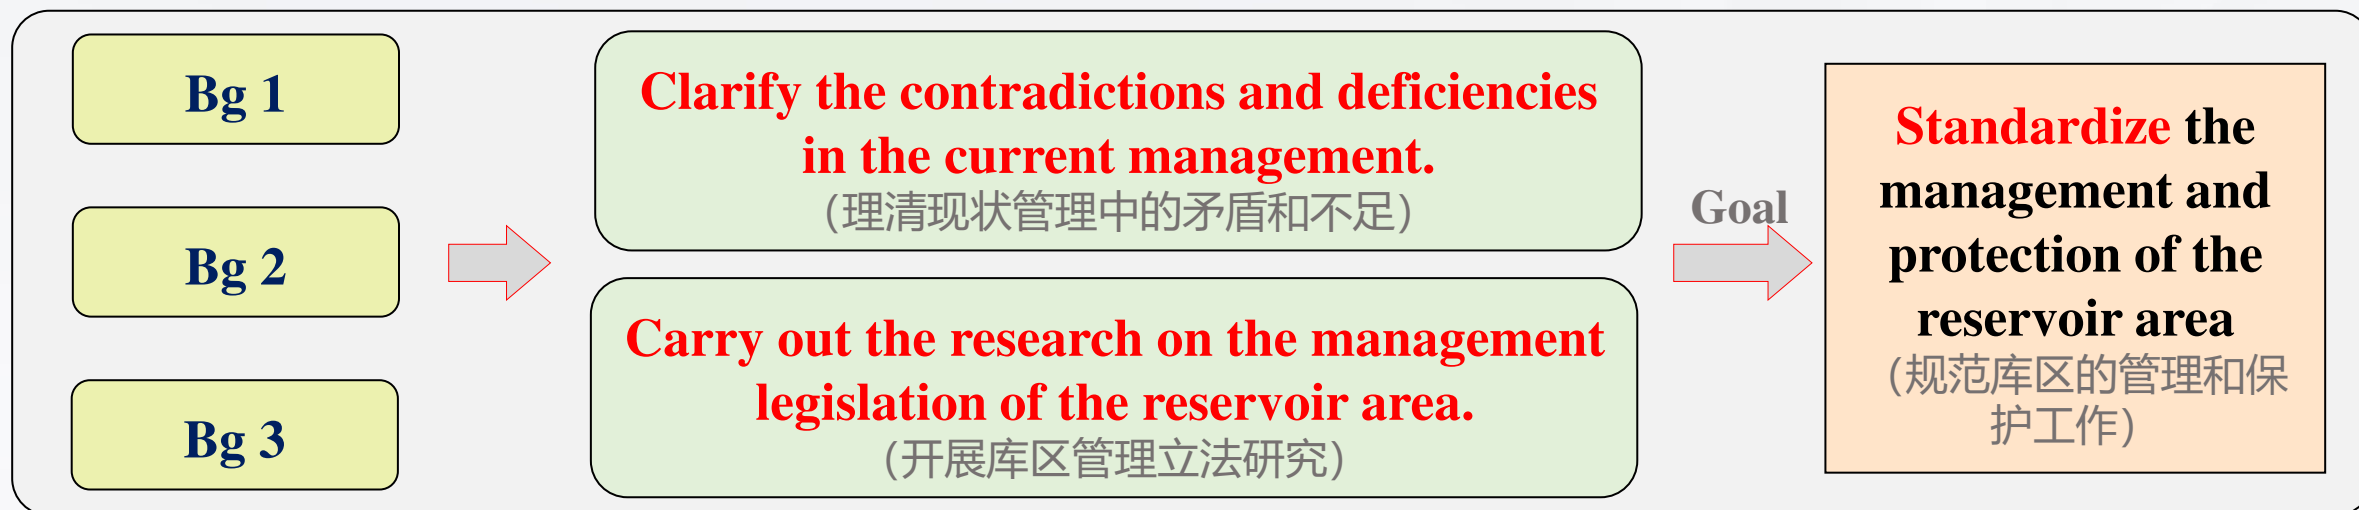 Bg 1
Bg 2
Bg 3
Clarify the contradictions and deficiencies
in the current management.
（理清现状管理中的矛盾和不足）
Carry out the research on the management
legislation of the reservoir area.
（开展库区管理立法研究）
Goal
Standardize the
management and
protection of the
reservoir area
（规范库区的管理和保
护工作）